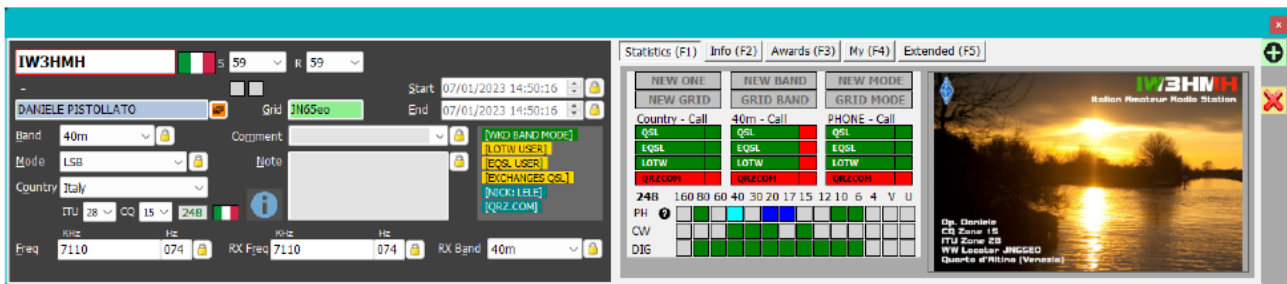 Statistics (F1) Info (F2) Awards (F3) My (F4) Extended (F5)
IW3HMH S 59 R 59
-
Start 07/01/2023 14:50:16
DANIELE PISTOLLATO Grid JN65eo End 07/01/2023 14:50:16
Band 40m Comment
Mode LSB Note
Country Italy
ITU 28 CQ 15 248
[WKD BAND MODE]
[LOTW USER]
[EQSL USER]
[EXCHANGES QSL]
[NICK: LELE]
[QRZ.COM]
KHz Hz KHz Hz
Freq 7110 074 RX Freq 7110 074 RX Band 40m
NEW ONE NEW BAND NEW MODE
NEW GRID GRID BAND GRID MODE
Country - Call 40m - Call PHONE - Call
QSL QSL QSL
EQSL EQSL EQSL
LOTW LOTW LOTW
QRZCOM QRZCOM QRZCOM
248 160 80 60 40 30 20 17 15 12 10 6 4 V U
PH ?
CW
DIG
IW3HMH
Italian Amateur Radio Station
Op. Daniele
CQ Zone 15
ITU Zone 28
WW Locator JN65EO
Quarto d'Altino (Venezia)